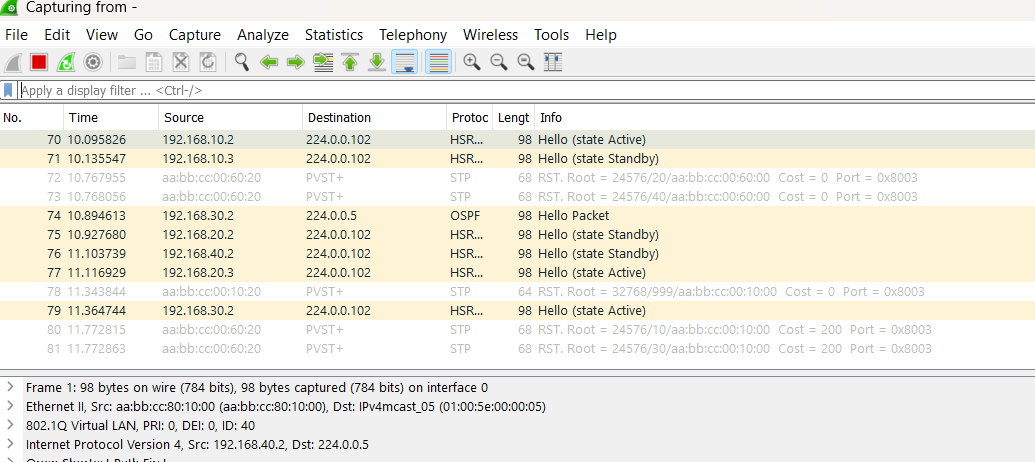 Capturing from -
File Edit View Go Capture Analyze Statistics Telephony Wireless Tools Help
Apply a display filter ... <Ctrl-/>
No. Time Source Destination Protoc Lengt Info
70 10.095826 192.168.10.2 224.0.0.102 HSR... 98 Hello (state Active)
71 10.135547 192.168.10.3 224.0.0.102 HSR... 98 Hello (state Standby)
72 10.767955 aa:bb:cc:00:60:20 PVST+ STP 68 RST. Root = 24576/20/aa:bb:cc:00:60:00 Cost = 0 Port = 0x8003
73 10.768056 aa:bb:cc:00:60:20 PVST+ STP 68 RST. Root = 24576/40/aa:bb:cc:00:60:00 Cost = 0 Port = 0x8003
74 10.894613 192.168.30.2 224.0.0.5 OSPF 98 Hello Packet
75 10.927680 192.168.20.2 224.0.0.102 HSR... 98 Hello (state Standby)
76 11.103739 192.168.40.2 224.0.0.102 HSR... 98 Hello (state Standby)
77 11.116929 192.168.20.3 224.0.0.102 HSR... 98 Hello (state Active)
78 11.343844 aa:bb:cc:00:10:20 PVST+ STP 64 RST. Root = 32768/999/aa:bb:cc:00:10:00 Cost = 0 Port = 0x8003
79 11.364744 192.168.30.2 224.0.0.102 HSR... 98 Hello (state Active)
80 11.772815 aa:bb:cc:00:60:20 PVST+ STP 68 RST. Root = 24576/10/aa:bb:cc:00:10:00 Cost = 200 Port = 0x8003
81 11.772863 aa:bb:cc:00:60:20 PVST+ STP 68 RST. Root = 24576/30/aa:bb:cc:00:10:00 Cost = 200 Port = 0x8003
Frame 1: 98 bytes on wire (784 bits), 98 bytes captured (784 bits) on interface 0
Ethernet II, Src: aa:bb:cc:80:10:00 (aa:bb:cc:80:10:00), Dst: IPv4mcast_05 (01:00:5e:00:00:05)
802.1Q Virtual LAN, PRI: 0, DEI: 0, ID: 40
Internet Protocol Version 4, Src: 192.168.40.2, Dst: 224.0.0.5